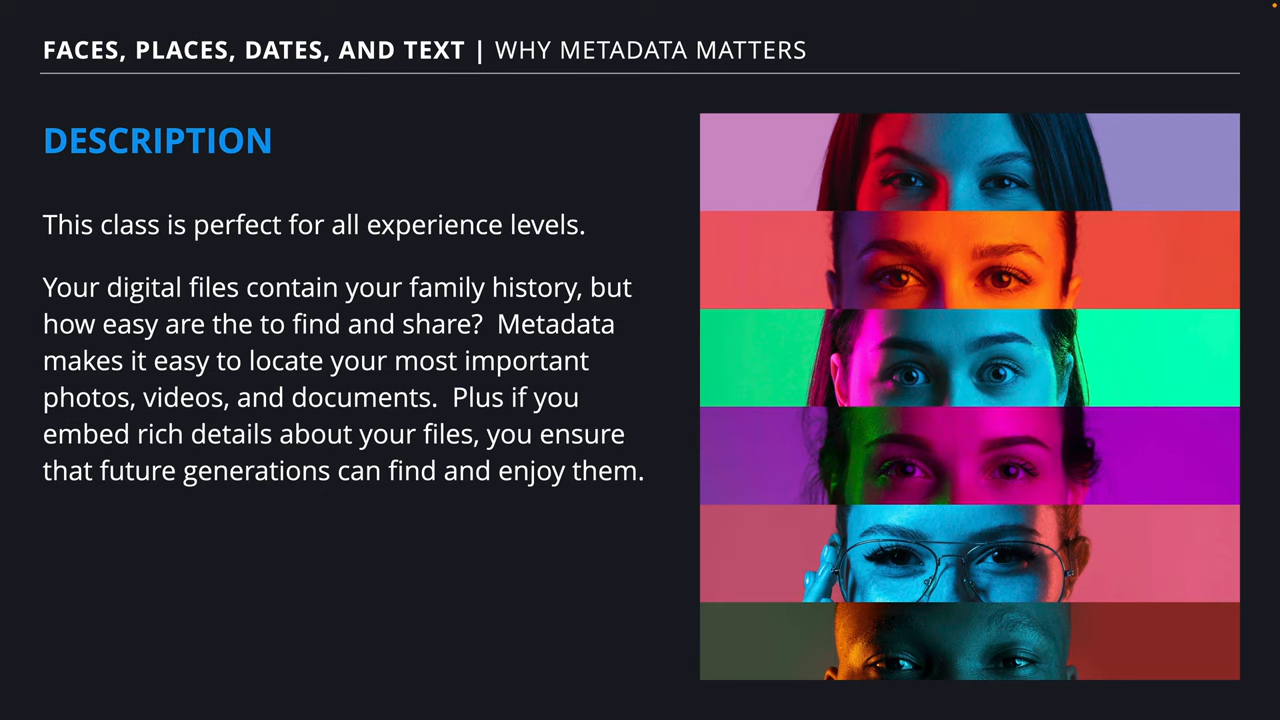 FACES, PLACES, DATES, AND TEXT | WHY METADATA MATTERS
DESCRIPTION
This class is perfect for all experience levels.
Your digital files contain your family history, but
how easy are the to find and share?  Metadata
makes it easy to locate your most important
photos, videos, and documents.  Plus if you
embed rich details about your files, you ensure
that future generations can find and enjoy them.